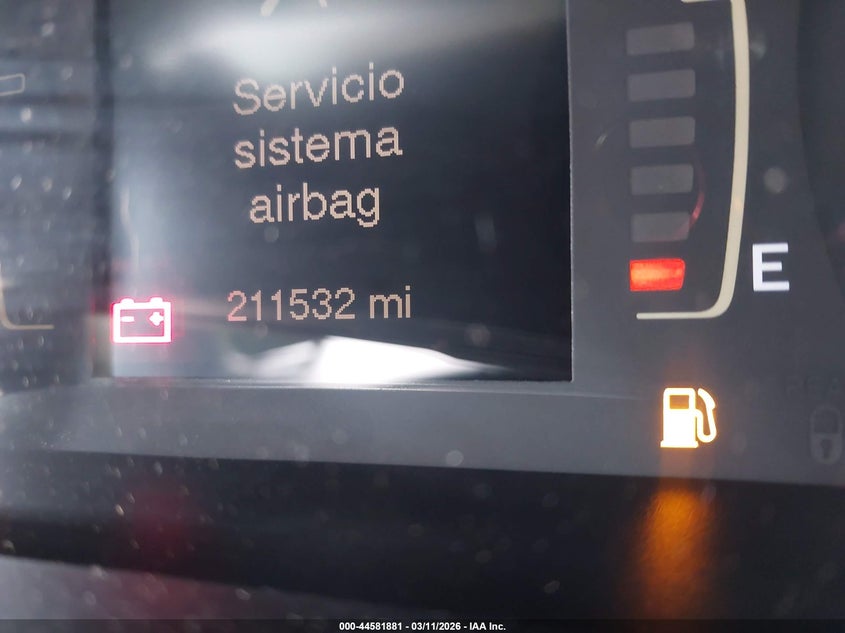 Servicio
sistema
airbag
211532 mi
E
000-44581881 - 03/11/2026 - IAA Inc.